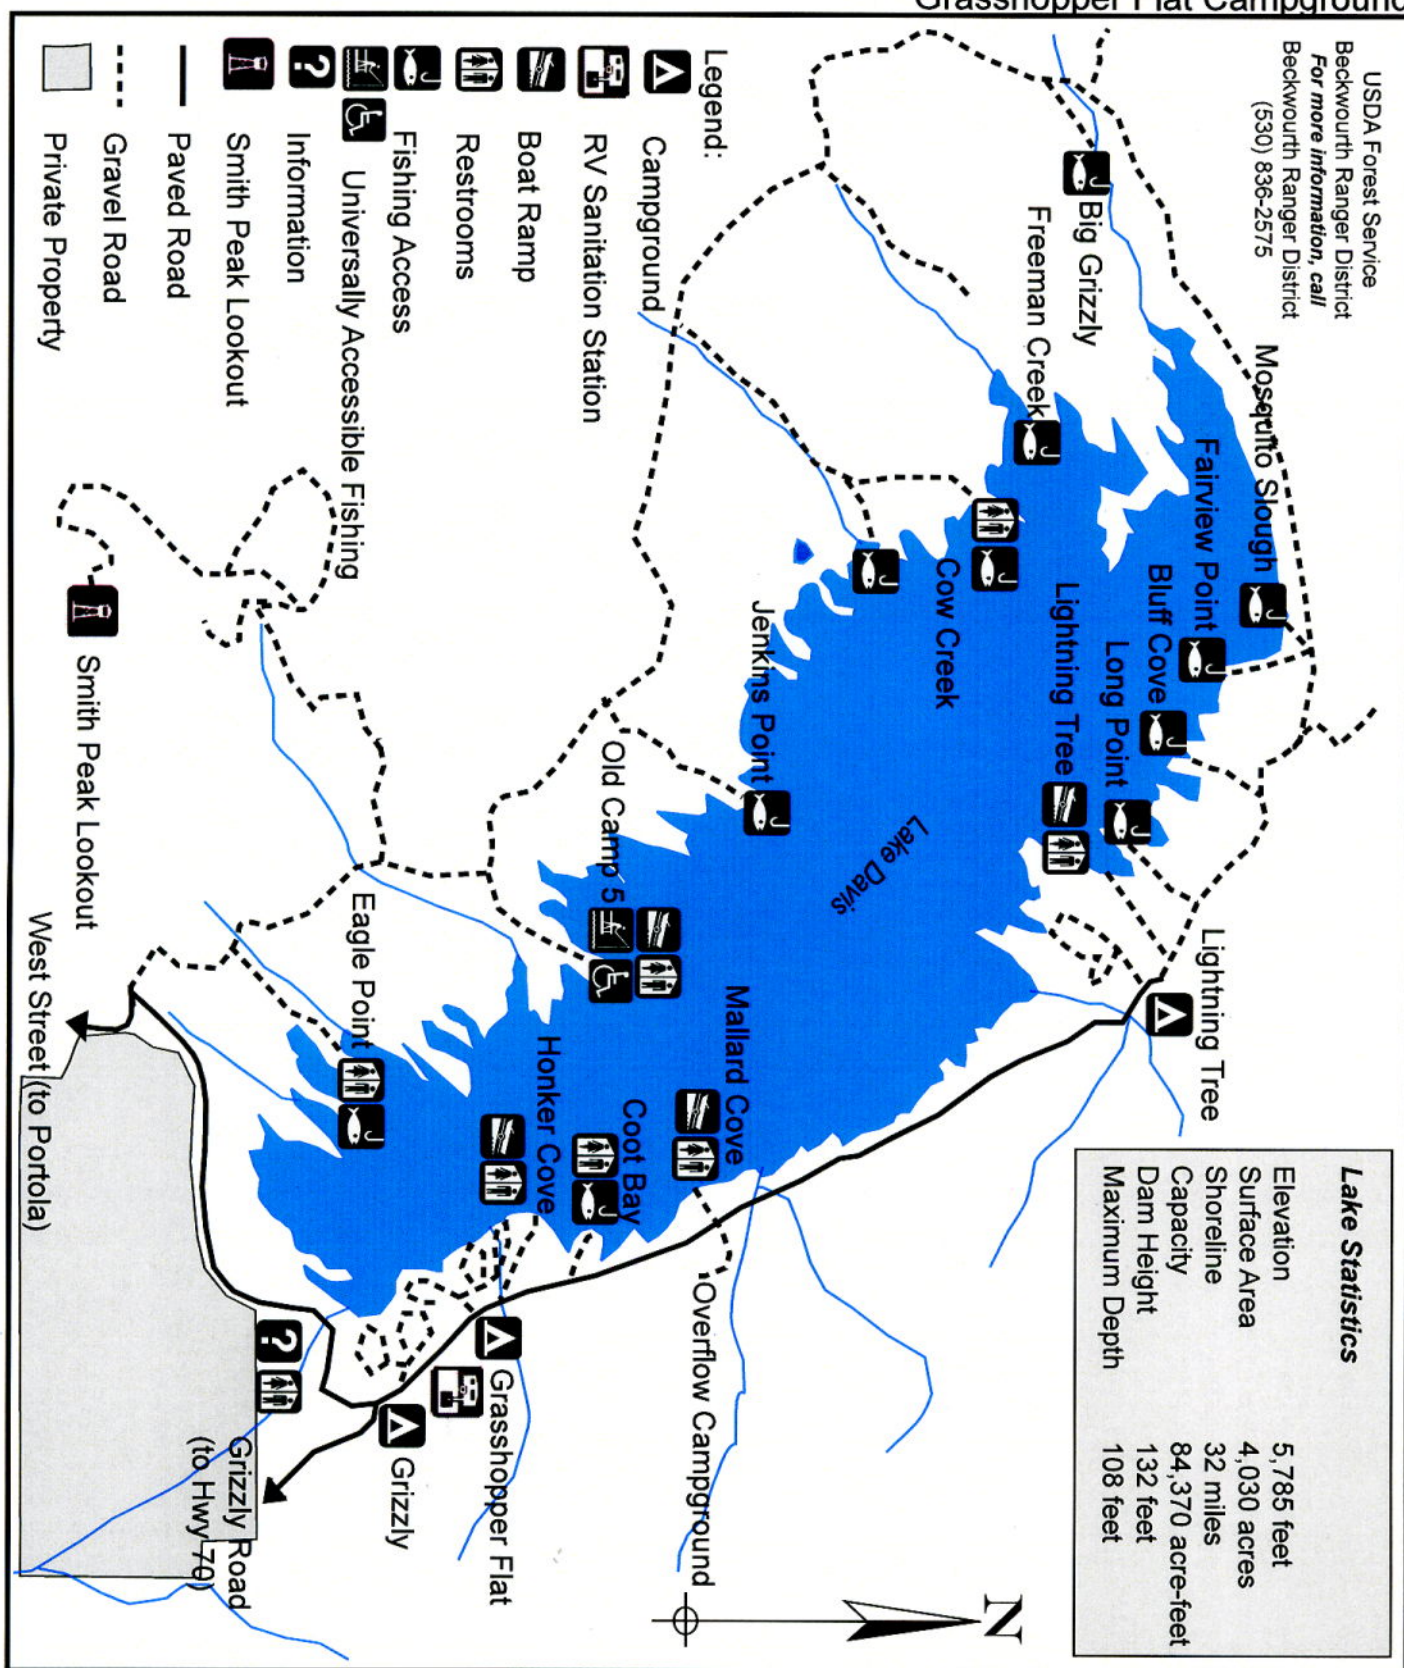 Grasshopper Flat Campground
USDA Forest Service
Beckwourth Ranger District
For more information, call
Beckwourth Ranger District
(530) 836-2575
Lake Statistics
Elevation 5,785 feet
Surface Area 4,030 acres
Shoreline 32 miles
Capacity 84,370 acre-feet
Dam Height 132 feet
Maximum Depth 108 feet
Mosquito Slough
Fairview Point
Bluff Cove
Long Point
Lightning Tree
Lightning Tree
Big Grizzly
Freeman Creek
Cow Creek
Jenkins Point
Lake Davis
Mallard Cove
Old Camp 5
Coot Bay
Honker Cove
Overflow Campground
Eagle Point
Grasshopper Flat
Grizzly
Grizzly Road
(to Hwy 70)
Smith Peak Lookout
West Street (to Portola)
N
Legend:
Campground
RV Sanitation Station
Boat Ramp
Restrooms
Fishing Access
Universally Accessible Fishing
? Information
Smith Peak Lookout
Paved Road
Gravel Road
Private Property
?